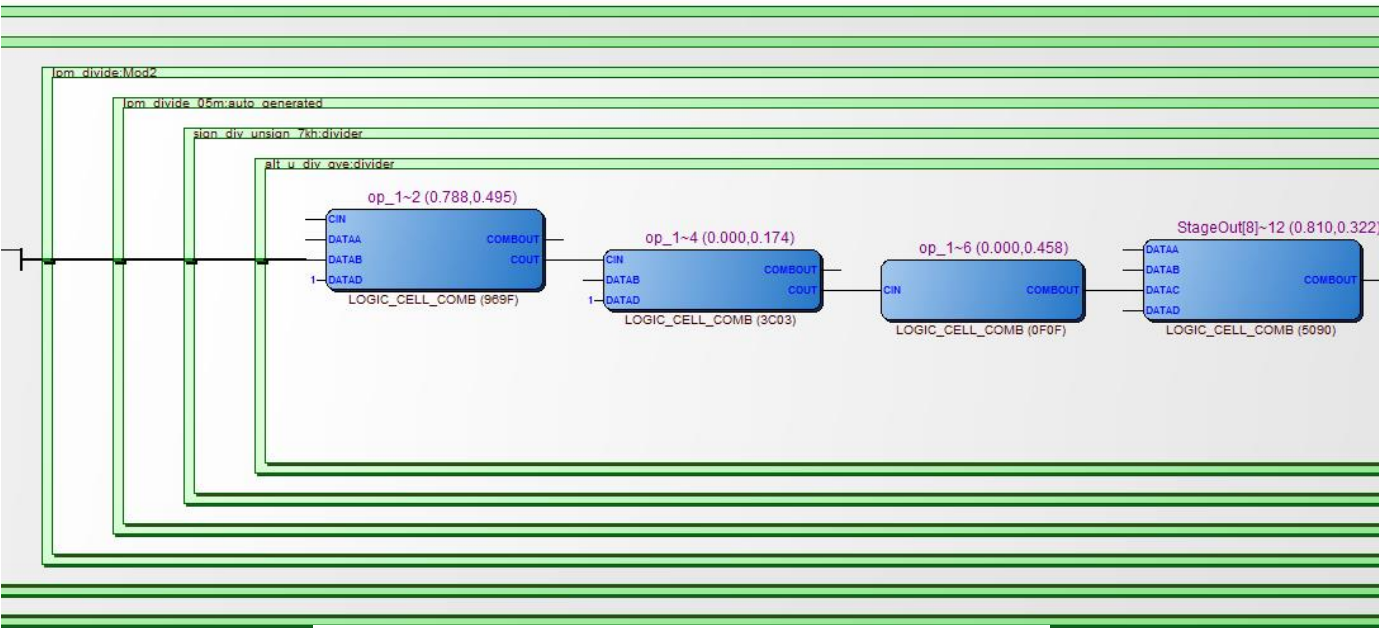 lpm_divide:Mod2
lpm_divide_05m:auto_generated
sign_div_unsign_7kh:divider
alt_u_div_gve:divider
op_1~2 (0.788,0.495)
CIN
DATAA
DATAB
1 DATAD
COMBOUT
COUT
LOGIC_CELL_COMB (969F)
op_1~4 (0.000,0.174)
CIN
DATAB
1 DATAD
COMBOUT
COUT
LOGIC_CELL_COMB (3C03)
op_1~6 (0.000,0.458)
CIN
COMBOUT
LOGIC_CELL_COMB (0F0F)
StageOut[8]~12 (0.810,0.322)
DATAA
DATAB
DATAC
DATAD
COMBOUT
LOGIC_CELL_COMB (5090)